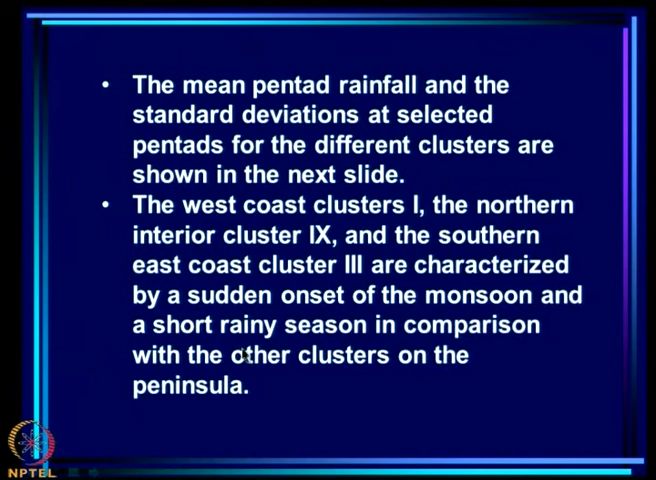 • The mean pentad rainfall and the
standard deviations at selected
pentads for the different clusters are
shown in the next slide.
• The west coast clusters I, the northern
interior cluster IX, and the southern
east coast cluster III are characterized
by a sudden onset of the monsoon and
a short rainy season in comparison
with the other clusters on the
peninsula.
NPTEL